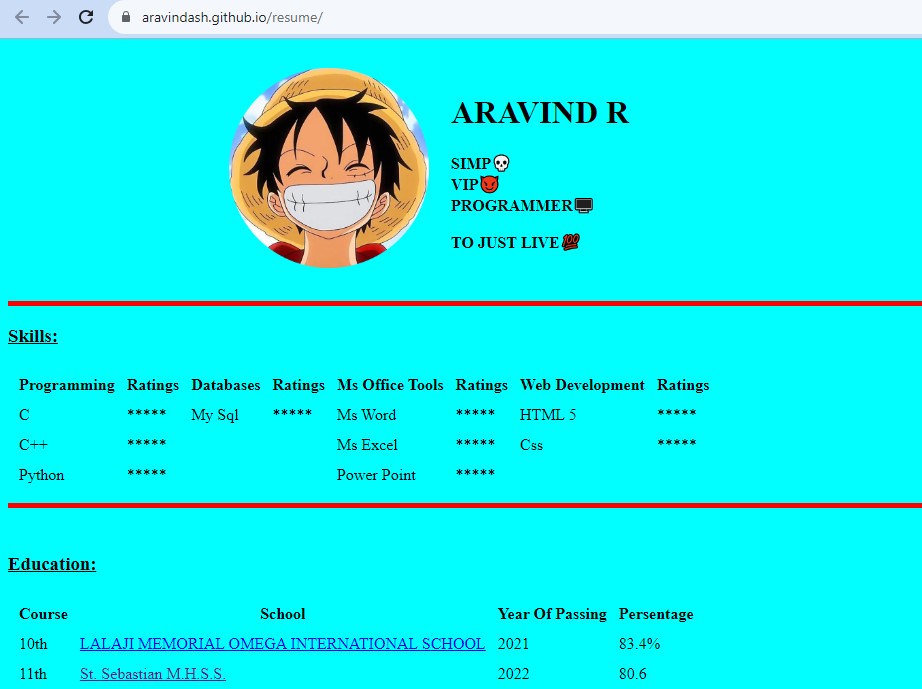 aravindash.github.io/resume/
ARAVIND R
SIMP💀
VIP😈
PROGRAMMER🖥️
TO JUST LIVE💯
Skills:
Programming Ratings Databases Ratings Ms Office Tools Ratings Web Development Ratings
C ***** My Sql ***** Ms Word ***** HTML 5 *****
C++ ***** Ms Excel ***** Css *****
Python ***** Power Point *****
Education:
Course School Year Of Passing Persentage
10th LALAJI MEMORIAL OMEGA INTERNATIONAL SCHOOL 2021 83.4%
11th St. Sebastian M.H.S.S. 2022 80.6